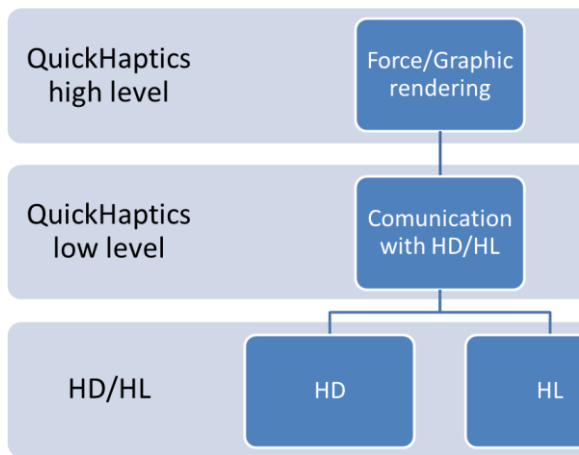 QuickHaptics
high level
Force/Graphic
rendering
QuickHaptics
low level
Comunication
with HD/HL
HD/HL
HD
HL